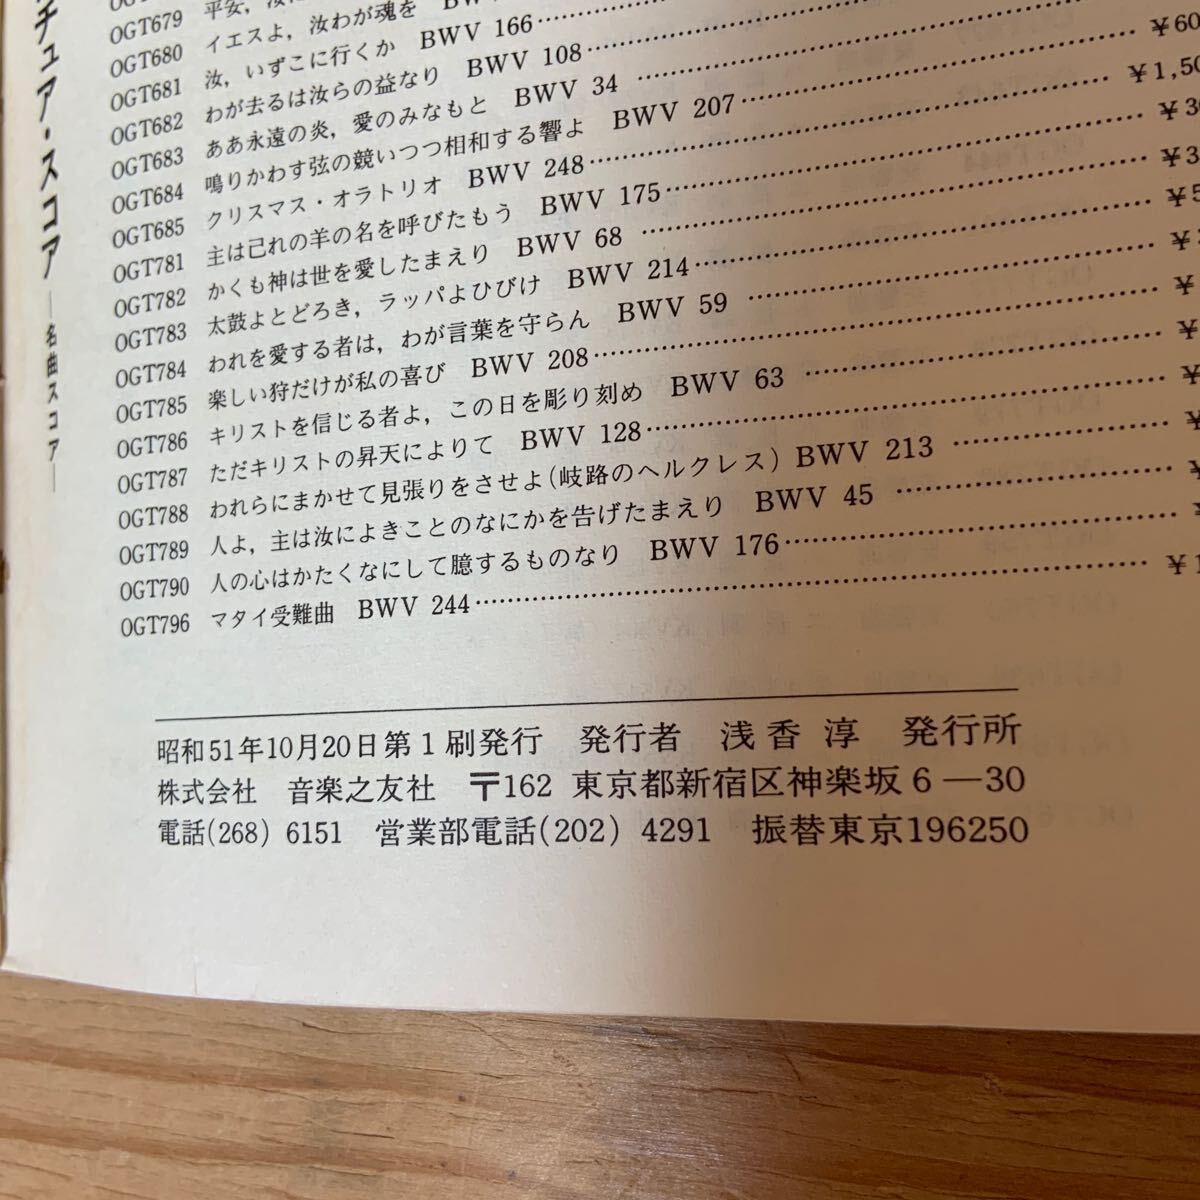 チュア・スコア —名曲スコア—
OGT679 平安，汝に
OGT680 イエスよ，汝わが魂を BWV
OGT681 汝，いずこに行くか BWV 166
OGT682 わが去るは汝らの益なり BWV 108
OGT683 ああ永遠の炎，愛のみなもと BWV 34
OGT684 鳴りかわす弦の競いつつ相和する響よ BWV 207 ¥60
OGT685 クリスマス・オラトリオ BWV 248 ¥1,50
OGT781 主は己れの羊の名を呼びたもう BWV 175 ¥30
OGT782 かくも神は世を愛したまえり BWV 68 ¥3
OGT783 太鼓よとどろき，ラッパよひびけ BWV 214 ¥5
OGT784 われを愛する者は，わが言葉を守らん BWV 59 ¥
OGT785 楽しい狩だけが私の喜び BWV 208 ¥
OGT786 キリストを信じる者よ，この日を彫り刻め BWV 63 ¥
OGT787 ただキリストの昇天によりて BWV 128 ¥
OGT788 われらにまかせて見張りをさせよ(岐路のヘルクレス) BWV 213 ¥
OGT789 人よ，主は汝によきことのなにかを告げたまえり BWV 45 ¥
OGT790 人の心はかたくなにして臆するものなり BWV 176 ¥
OGT796 マタイ受難曲 BWV 244 ¥1
昭和51年10月20日第1刷発行 発行者 浅香淳 発行所
株式会社 音楽之友社 〒162 東京都新宿区神楽坂6—30
電話(268) 6151 営業部電話(202) 4291 振替東京196250